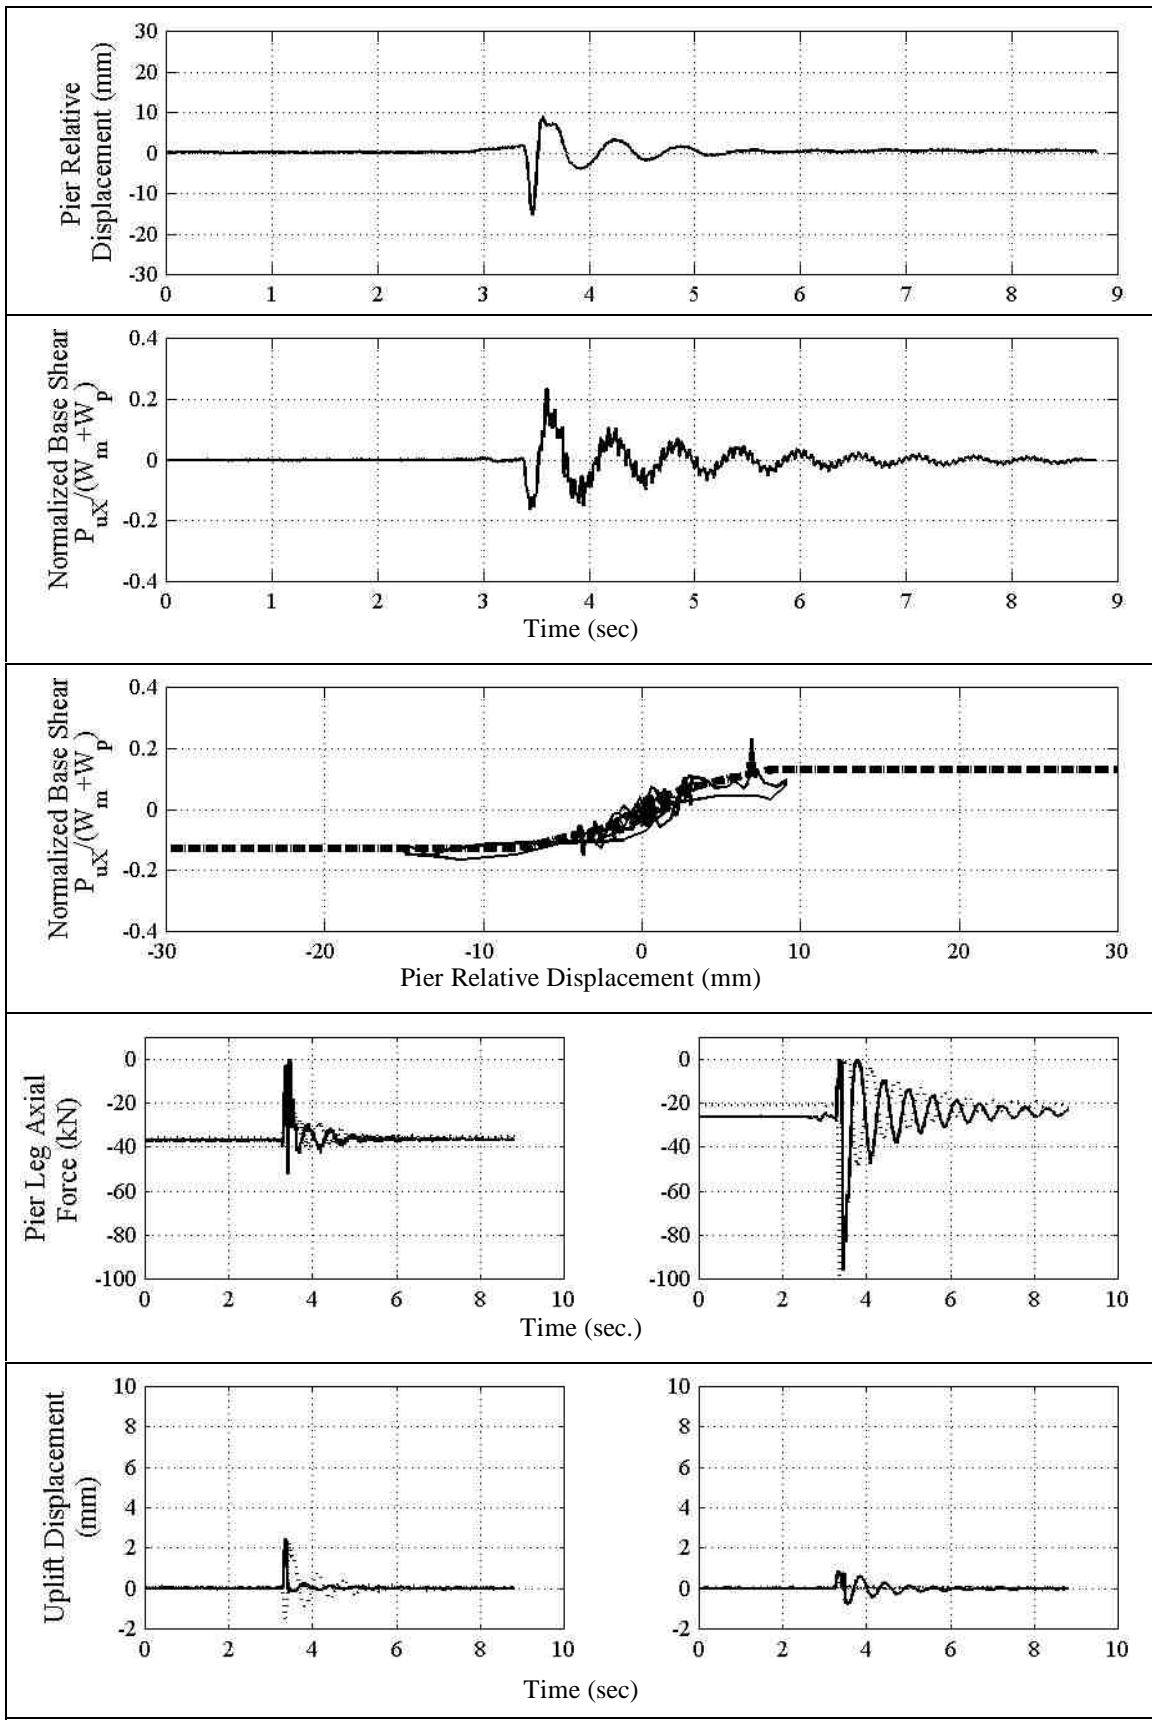 Pier Relative
Displacement (mm)
30
20
10
0
-10
-20
-30
0 1 2 3 4 5 6 7 8 9
Normalized Base Shear
PuX/(Wm+Wp)
0.4
0.2
0
-0.2
-0.4
0 1 2 3 4 5 6 7 8 9
Time (sec)
Normalized Base Shear
PuX/(Wm+Wp)
0.4
0.2
0
-0.2
-0.4
-30 -20 -10 0 10 20 30
Pier Relative Displacement (mm)
Pier Leg Axial
Force (kN)
0
-20
-40
-60
-80
-100
0 2 4 6 8 10
0
-20
-40
-60
-80
-100
0 2 4 6 8 10
Time (sec.)
Uplift Displacement
(mm)
10
8
6
4
2
0
-2
0 2 4 6 8 10
10
8
6
4
2
0
-2
0 2 4 6 8 10
Time (sec)